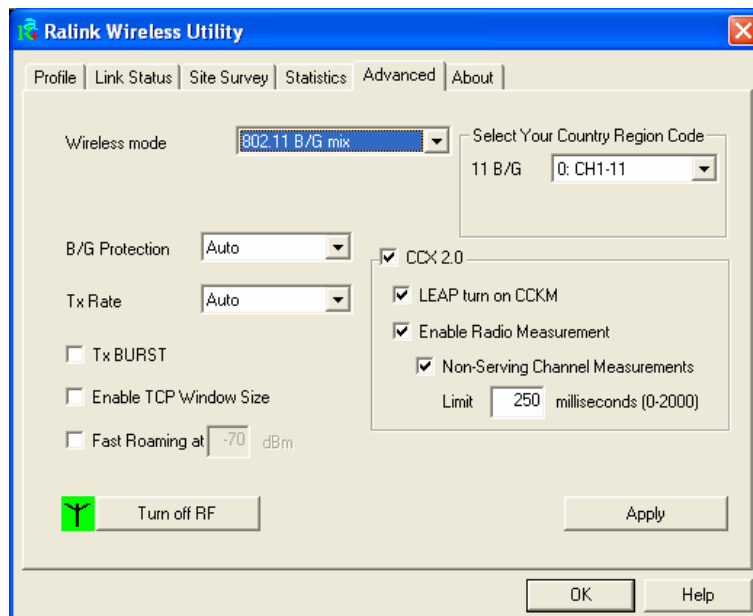 Ralink Wireless Utility
Profile Link Status Site Survey Statistics Advanced About
Wireless mode 802.11 B/G mix
Select Your Country Region Code
11 B/G 0: CH1-11
B/G Protection Auto
Tx Rate Auto
Tx BURST
Enable TCP Window Size
Fast Roaming at -70 dBm
CCX 2.0
LEAP turn on CCKM
Enable Radio Measurement
Non-Serving Channel Measurements
Limit 250 milliseconds (0-2000)
Turn off RF
Apply
OK Help